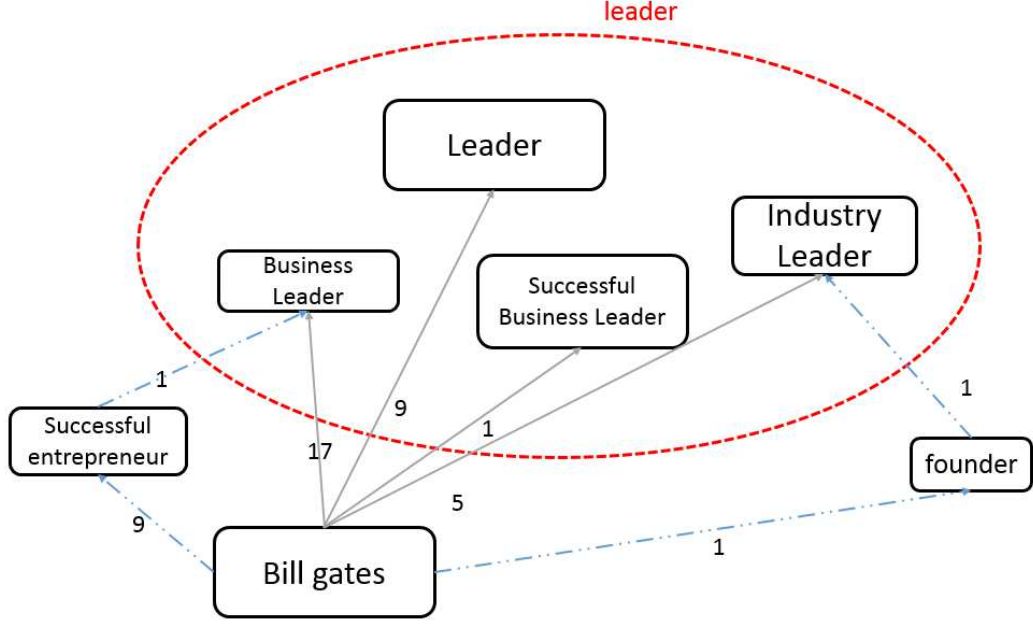 leader
Leader
Industry
Leader
Business
Leader
Successful
Business Leader
1
9
1
1
Successful
entrepreneur
17
founder
5
9
1
Bill gates